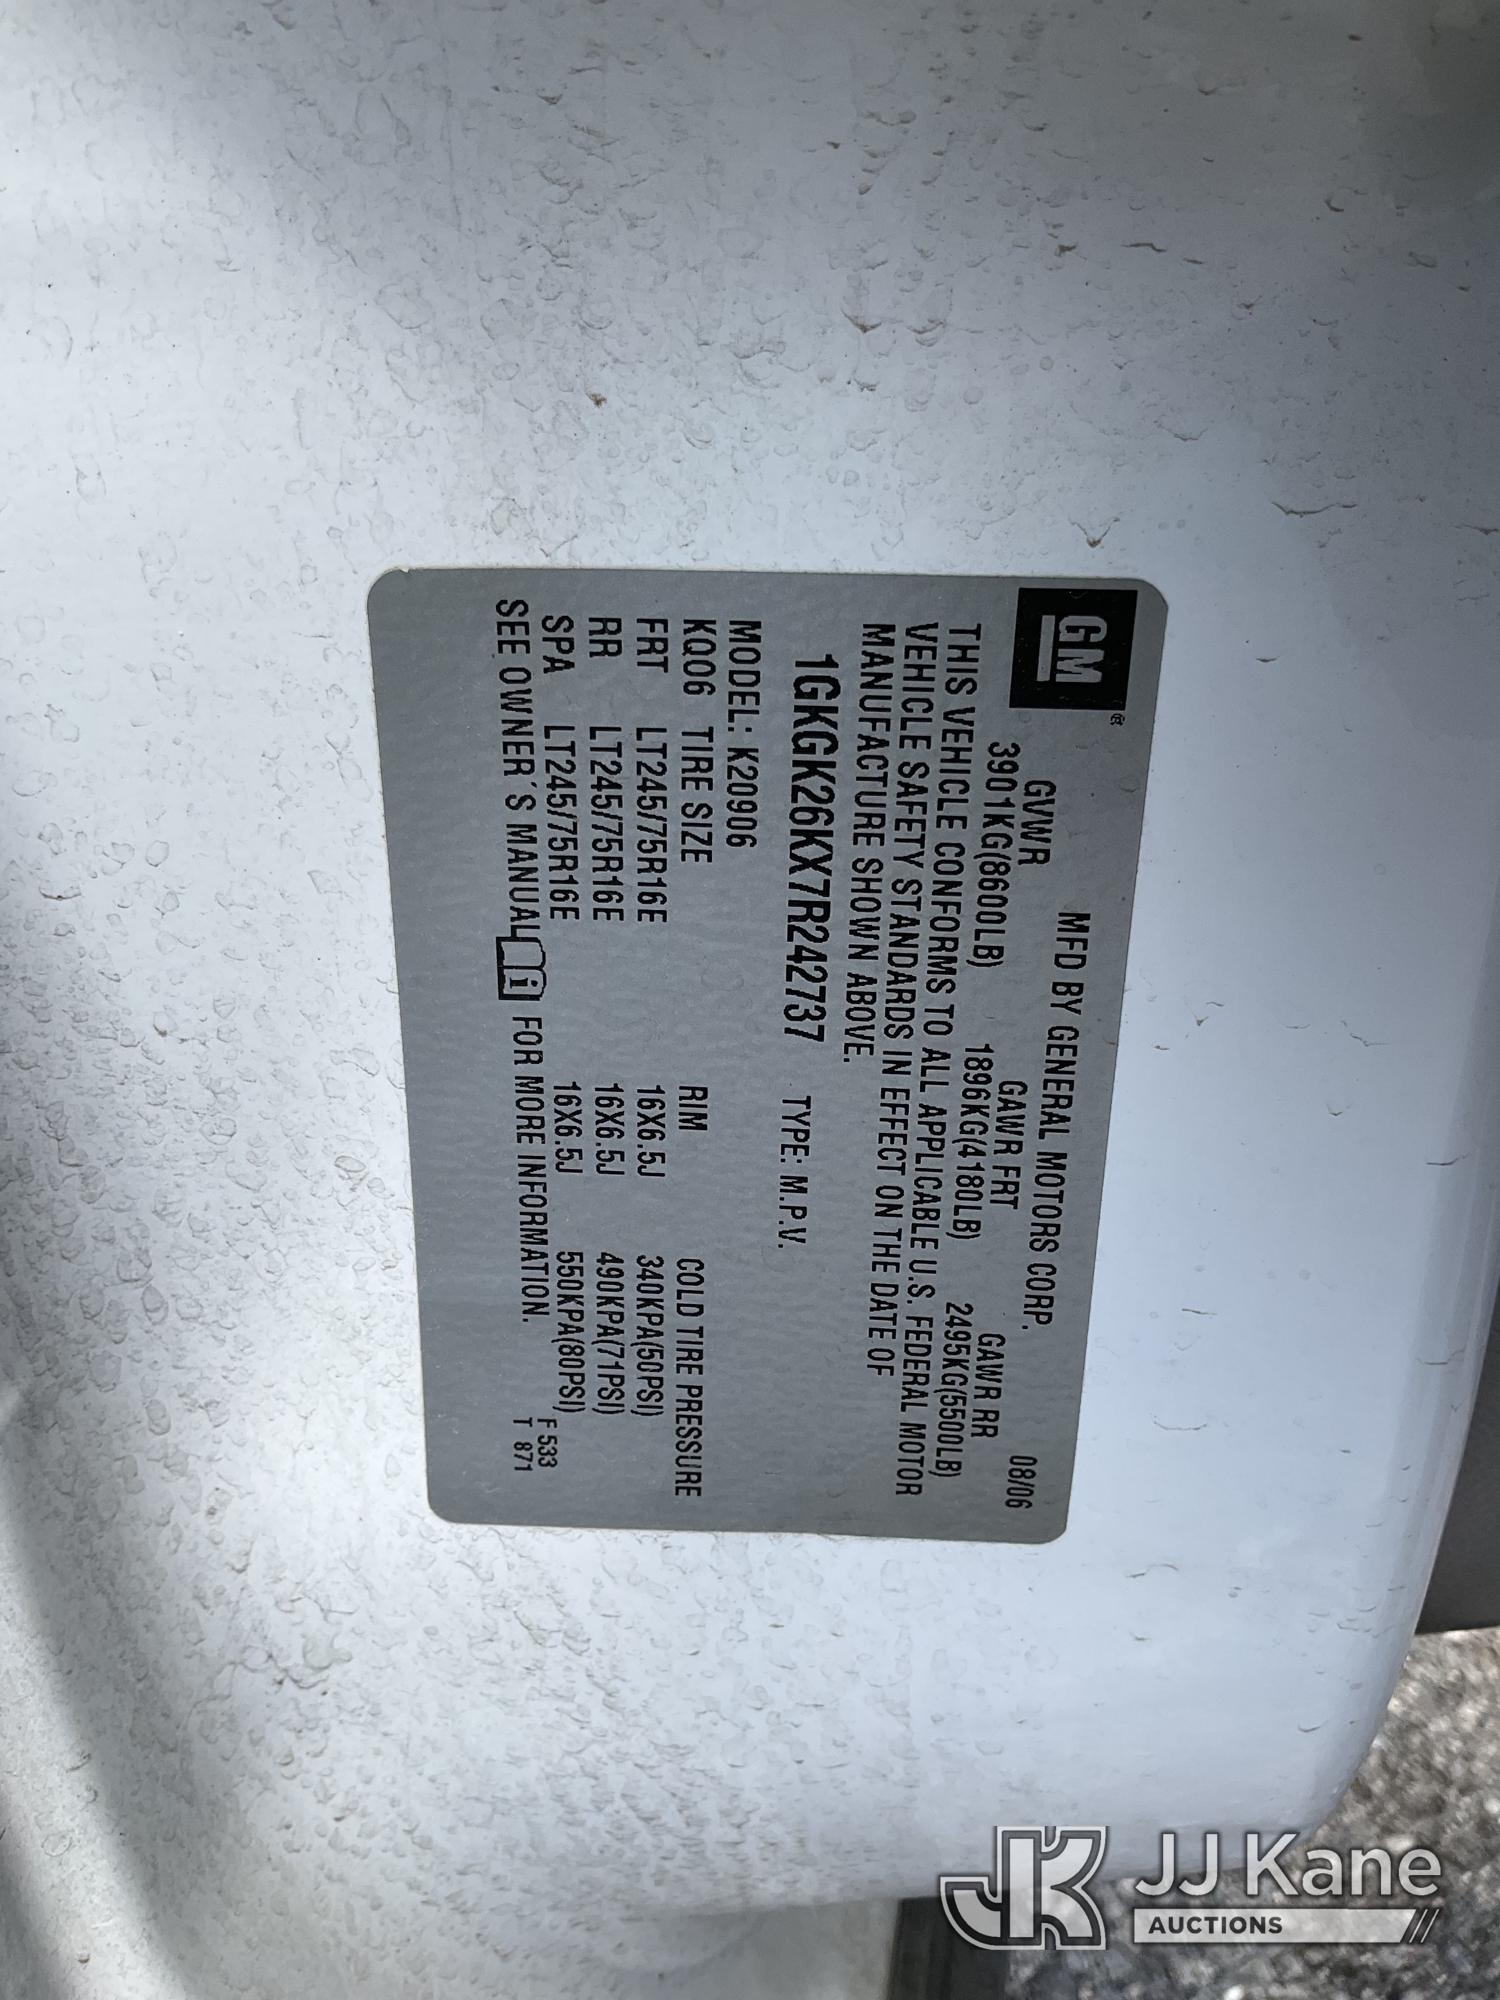 GM®
MFD BY GENERAL MOTORS CORP. 08/06
GVWR GAWR FRT GAWR RR
3901KG(8600LB) 1896KG(4180LB) 2495KG(5500LB)
THIS VEHICLE CONFORMS TO ALL APPLICABLE U.S. FEDERAL MOTOR
VEHICLE SAFETY STANDARDS IN EFFECT ON THE DATE OF
MANUFACTURE SHOWN ABOVE.
1GKGK26KX7R242737 TYPE: M.P.V.
MODEL: K20906
KQ06 TIRE SIZE RIM COLD TIRE PRESSURE
FRT LT245/75R16E 16X6.5J 340KPA(50PSI)
RR LT245/75R16E 16X6.5J 490KPA(71PSI)
SPA LT245/75R16E 16X6.5J 550KPA(80PSI)
SEE OWNER'S MANUAL FOR MORE INFORMATION.
F 533
T 871
JK JJ Kane
AUCTIONS